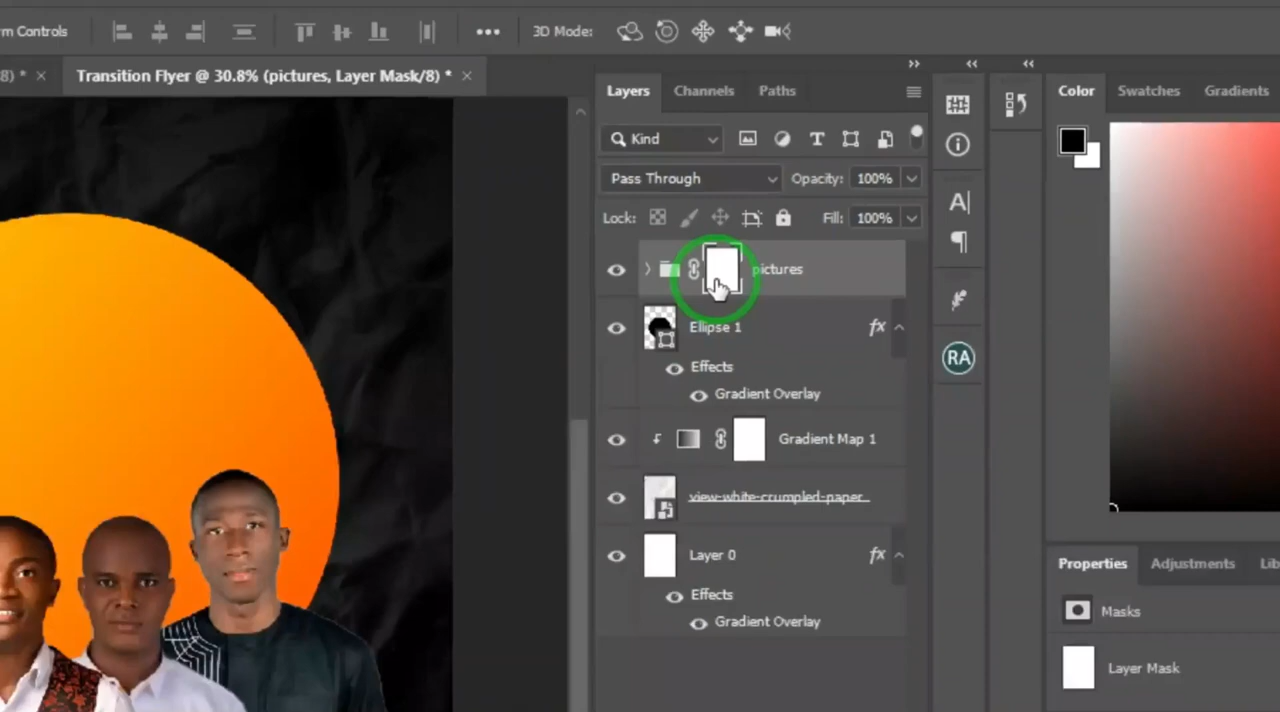 m Controls
3D Mode:
8) * ×
Transition Flyer @ 30.8% (pictures, Layer Mask/8) * ×
Layers Channels Paths
Color Swatches Gradients
Kind
Pass Through Opacity: 100%
Lock: Fill: 100%
pictures
Ellipse 1 fx
Effects
Gradient Overlay
Gradient Map 1
view-white-crumpled-paper...
Layer 0 fx
Effects
Gradient Overlay
A|
RA
Properties Adjustments Lib
Masks
Layer Mask